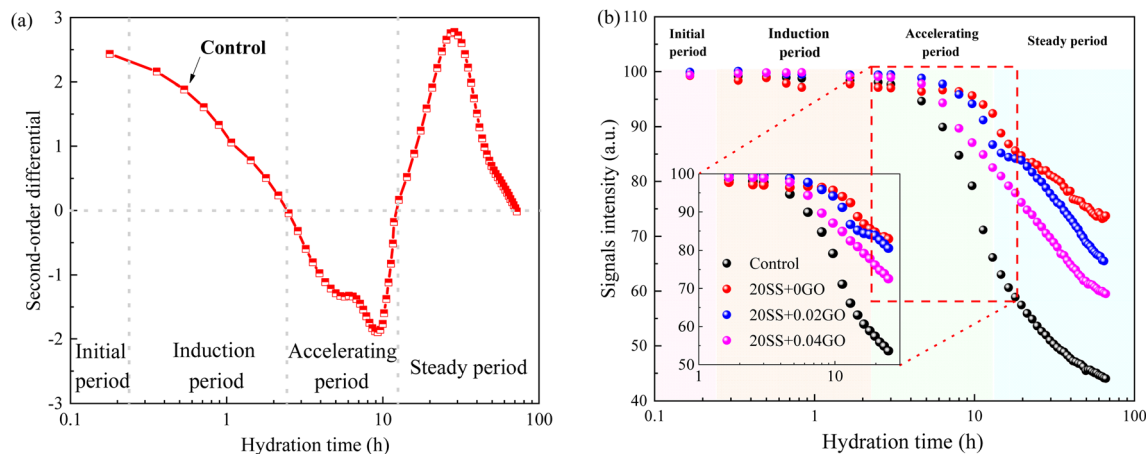 (a)
Control
Second-order differential
3
2
1
0
-1
-2
-3
Initial
period
Induction
period
Accelerating
period
Steady period
0.1
1
10
100
Hydration time (h)
(b)
Signals intensity (a.u.)
110
100
90
80
70
60
50
40
Initial
period
Induction
period
Accelerating
period
Steady period
100
90
80
70
60
50
1
10
Control
20SS+0GO
20SS+0.02GO
20SS+0.04GO
0.1
1
10
100
Hydration time (h)